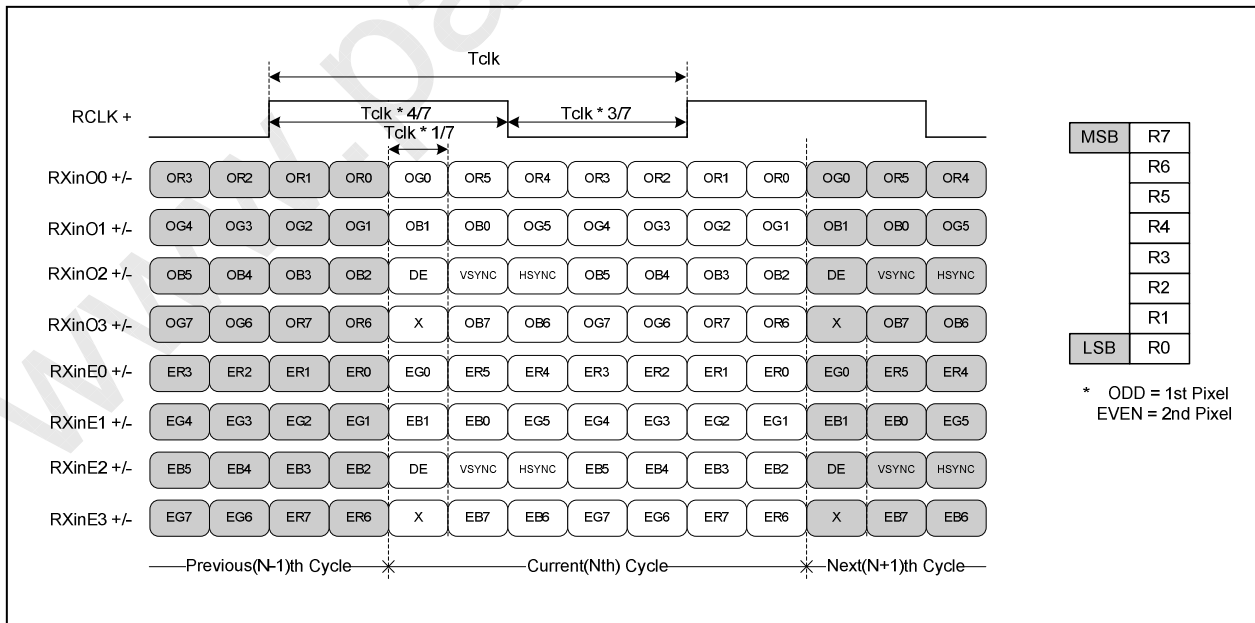 www.pa
Tclk
RCLK +
Tclk * 4/7
Tclk * 3/7
Tclk * 1/7
RXinO0 +/- OR3 OR2 OR1 OR0 OG0 OR5 OR4 OR3 OR2 OR1 OR0 OG0 OR5 OR4
RXinO1 +/- OG4 OG3 OG2 OG1 OB1 OB0 OG5 OG4 OG3 OG2 OG1 OB1 OB0 OG5
RXinO2 +/- OB5 OB4 OB3 OB2 DE VSYNC HSYNC OB5 OB4 OB3 OB2 DE VSYNC HSYNC
RXinO3 +/- OG7 OG6 OR7 OR6 X OB7 OB6 OG7 OG6 OR7 OR6 X OB7 OB6
RXinE0 +/- ER3 ER2 ER1 ER0 EG0 ER5 ER4 ER3 ER2 ER1 ER0 EG0 ER5 ER4
RXinE1 +/- EG4 EG3 EG2 EG1 EB1 EB0 EG5 EG4 EG3 EG2 EG1 EB1 EB0 EG5
RXinE2 +/- EB5 EB4 EB3 EB2 DE VSYNC HSYNC EB5 EB4 EB3 EB2 DE VSYNC HSYNC
RXinE3 +/- EG7 EG6 ER7 ER6 X EB7 EB6 EG7 EG6 ER7 ER6 X EB7 EB6
Previous(N-1)th Cycle Current(Nth) Cycle Next(N+1)th Cycle
MSB R7
R6
R5
R4
R3
R2
R1
LSB R0
* ODD = 1st Pixel
EVEN = 2nd Pixel